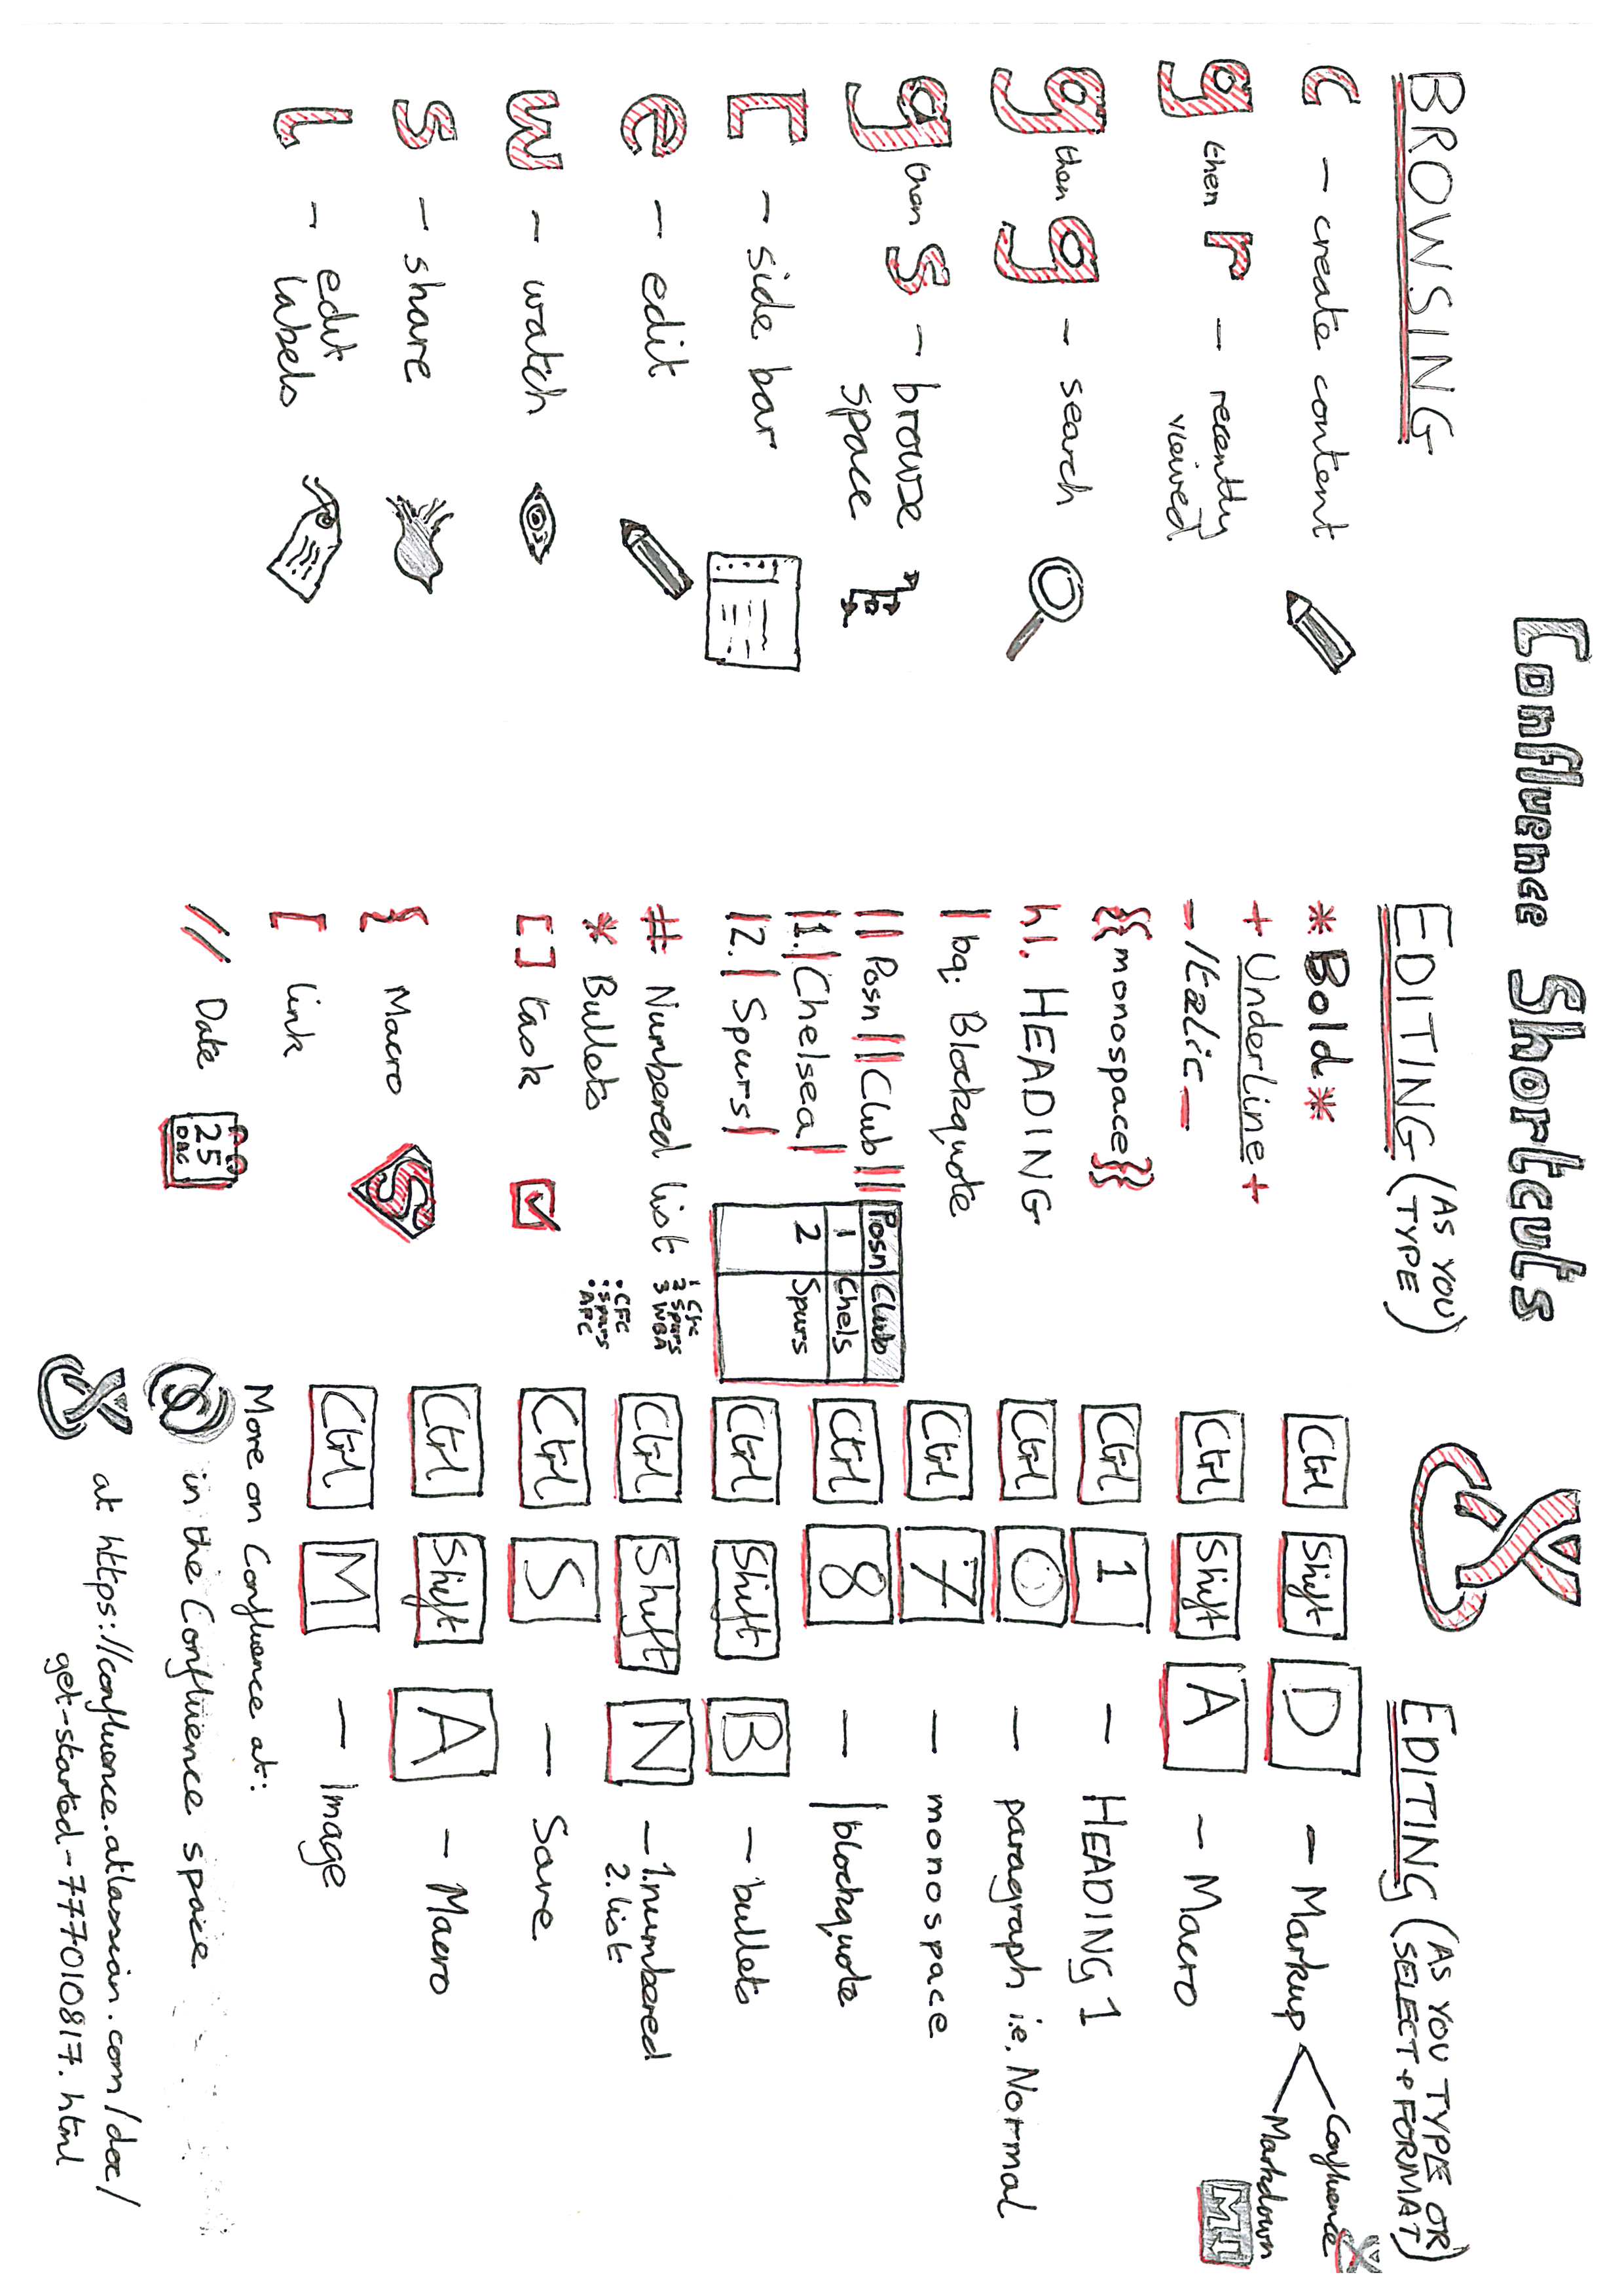 Confluence Shortcuts
BROWSING
c – create content
g then r – recently
viewed
g then g – search
g then s – browse
space
[ – side bar
e – edit
w – watch
s – share
l – edit
labels
EDITING (AS YOU
TYPE)
* Bold *
+ Underline +
_ Italic _
{{monospace}}
h1. HEADING
| bq. Blockquote
|| Posn || Club ||
|1.| Chelsea |
|2.| Spurs |
Posn Club
1 Chels
2 Spurs
# Numbered list
1 Cfc
2 Spurs
3 WBA
* Bullets
• CFC
• Spurs
• AFC
[ ] task
{ Macro
S
[ link
// Date
25
DEC
EDITING (AS YOU TYPE OR
SELECT + FORMAT)
Ctrl Shift D – Markup
Confluence
Markdown
M↓
Ctrl Shift A – Macro
Ctrl 1 – HEADING 1
Ctrl 0 – paragraph i.e. Normal
Ctrl 7 – monospace
Ctrl 8 – | blockquote
Ctrl Shift B – bullets
Ctrl Shift N – 1. numbered
2. list
Ctrl S – Save
Ctrl Shift A – Macro
Ctrl M – Image
More on Confluence at:
in the Confluence space
at https://confluence.atlassian.com/doc/
get-started-777010817.html